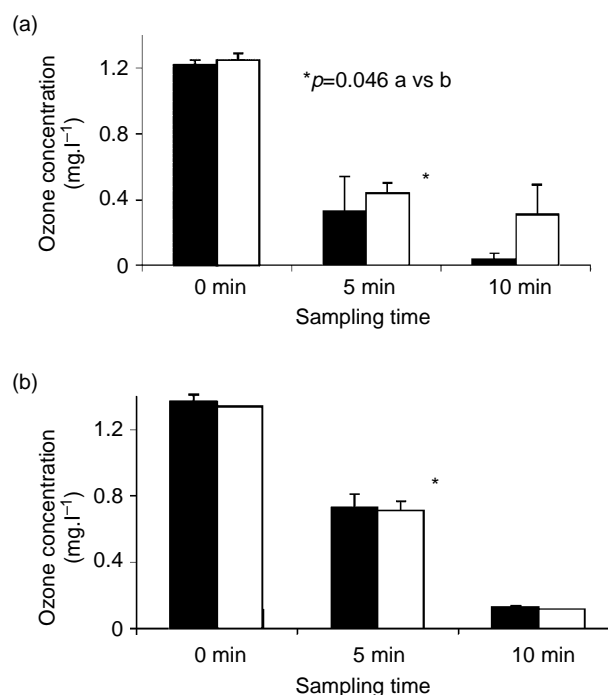 (a)
Ozone concentration
(mg.l⁻¹)
1.2
0.8
0.4
0
*p=0.046 a vs b
*
0 min
5 min
10 min
Sampling time
(b)
Ozone concentration
(mg.l⁻¹)
1.2
0.8
0.4
0
*
0 min
5 min
10 min
Sampling time